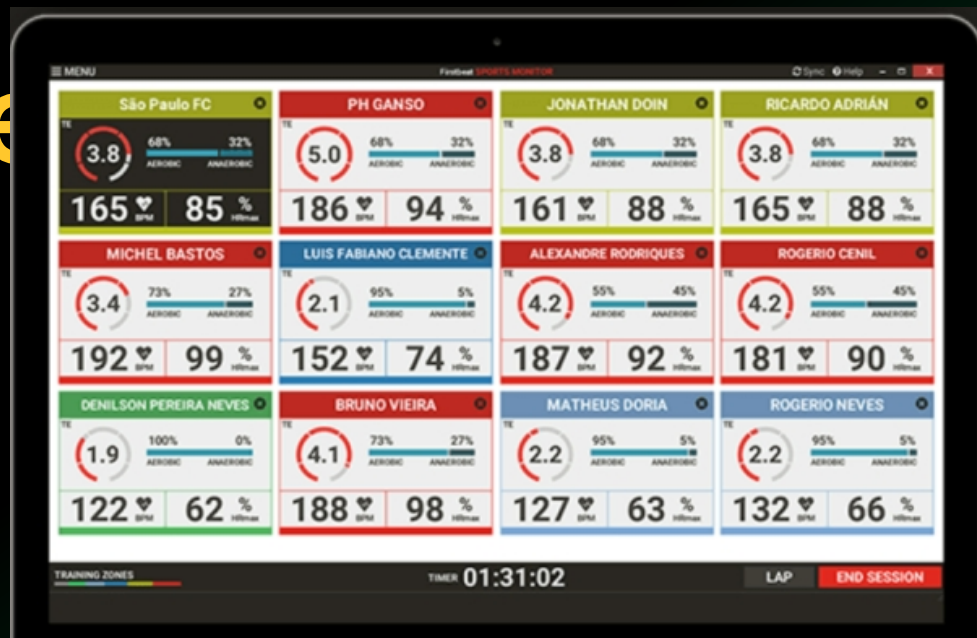 MENU
Firstbeat SPORTS MONITOR
Sync Help
São Paulo FC
TE
3.8
68% 32%
AEROBIC ANAEROBIC
165 BPM 85 % HRmax
PH GANSO
TE
5.0
68% 32%
AEROBIC ANAEROBIC
186 BPM 94 % HRmax
JONATHAN DOIN
TE
3.8
68% 32%
AEROBIC ANAEROBIC
161 BPM 88 % HRmax
RICARDO ADRIÁN
TE
3.8
68% 32%
AEROBIC ANAEROBIC
165 BPM 88 % HRmax
MICHEL BASTOS
TE
3.4
73% 27%
AEROBIC ANAEROBIC
192 BPM 99 % HRmax
LUIS FABIANO CLEMENTE
TE
2.1
95% 5%
AEROBIC ANAEROBIC
152 BPM 74 % HRmax
ALEXANDRE RODRIQUES
TE
4.2
55% 45%
AEROBIC ANAEROBIC
187 BPM 92 % HRmax
ROGERIO CENIL
TE
4.2
55% 45%
AEROBIC ANAEROBIC
181 BPM 90 % HRmax
DENILSON PEREIRA NEVES
TE
1.9
100% 0%
AEROBIC ANAEROBIC
122 BPM 62 % HRmax
BRUNO VIEIRA
TE
4.1
73% 27%
AEROBIC ANAEROBIC
188 BPM 98 % HRmax
MATHEUS DORIA
TE
2.2
95% 5%
AEROBIC ANAEROBIC
127 BPM 63 % HRmax
ROGERIO NEVES
TE
2.2
95% 5%
AEROBIC ANAEROBIC
132 BPM 66 % HRmax
TRAINING ZONES
TIMER 01:31:02
LAP
END SESSION